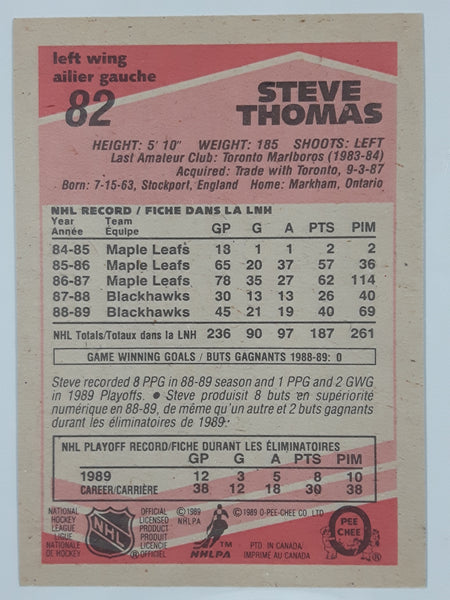 left wing
ailier gauche
82
STEVE
THOMAS
HEIGHT: 5' 10" WEIGHT: 185 SHOOTS: LEFT
Last Amateur Club: Toronto Marlboros (1983-84)
Acquired: Trade with Toronto, 9-3-87
Born: 7-15-63, Stockport, England Home: Markham, Ontario
NHL RECORD / FICHE DANS LA LNH
Year Team
Année Équipe GP G A PTS PIM
84-85 Maple Leafs 18 1 1 2 2
85-86 Maple Leafs 65 20 37 57 36
86-87 Maple Leafs 78 35 27 62 114
87-88 Blackhawks 30 13 13 26 40
88-89 Blackhawks 45 21 19 40 69
NHL Totals/Totaux dans la LNH 236 90 97 187 261
GAME WINNING GOALS / BUTS GAGNANTS 1988-89: 0
Steve recorded 8 PPG in 88-89 season and 1 PPG and 2 GWG
in 1989 Playoffs. • Steve produisit 8 buts en supériorité
numérique en 88-89, de même qu'un autre et 2 buts gagnants
durant les éliminatoires de 1989.
NHL PLAYOFF RECORD/FICHE DURANT LES ÉLIMINATOIRES
GP G A PTS PIM
1989 12 3 5 8 10
CAREER/CARRIÈRE 38 12 18 30 38
NATIONAL
HOCKEY
LEAGUE
LIGUE
NATIONALE
DE HOCKEY
NHL
OFFICIAL
LICENSED
PRODUCT
PRODUIT
LICENCIÉ
OFFICIEL
©1989
NHLPA
TM
NHLPA
©1989 O-PEE-CHEE CO LTD
PTD IN CANADA
IMPRIMÉ AU CANADA
O
PEE
CHEE